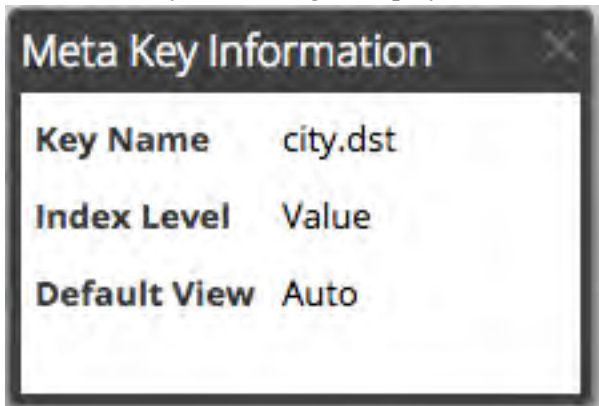 Meta Key Information
Key Name city.dst
Index Level Value
Default View Auto